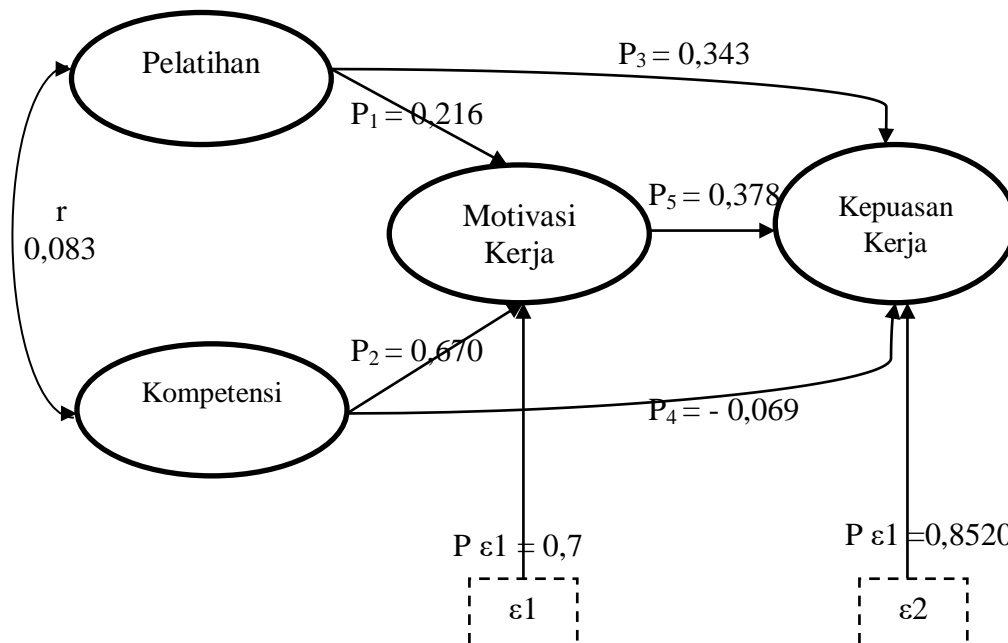 Pelatihan
P3 = 0,343
P1 = 0,216
r
0,083
Motivasi
Kerja
P5 = 0,378
Kepuasan
Kerja
P2 = 0,670
Kompetensi
P4 = - 0,069
P ε1 = 0,7
P ε1 =0,8520
ε1
ε2